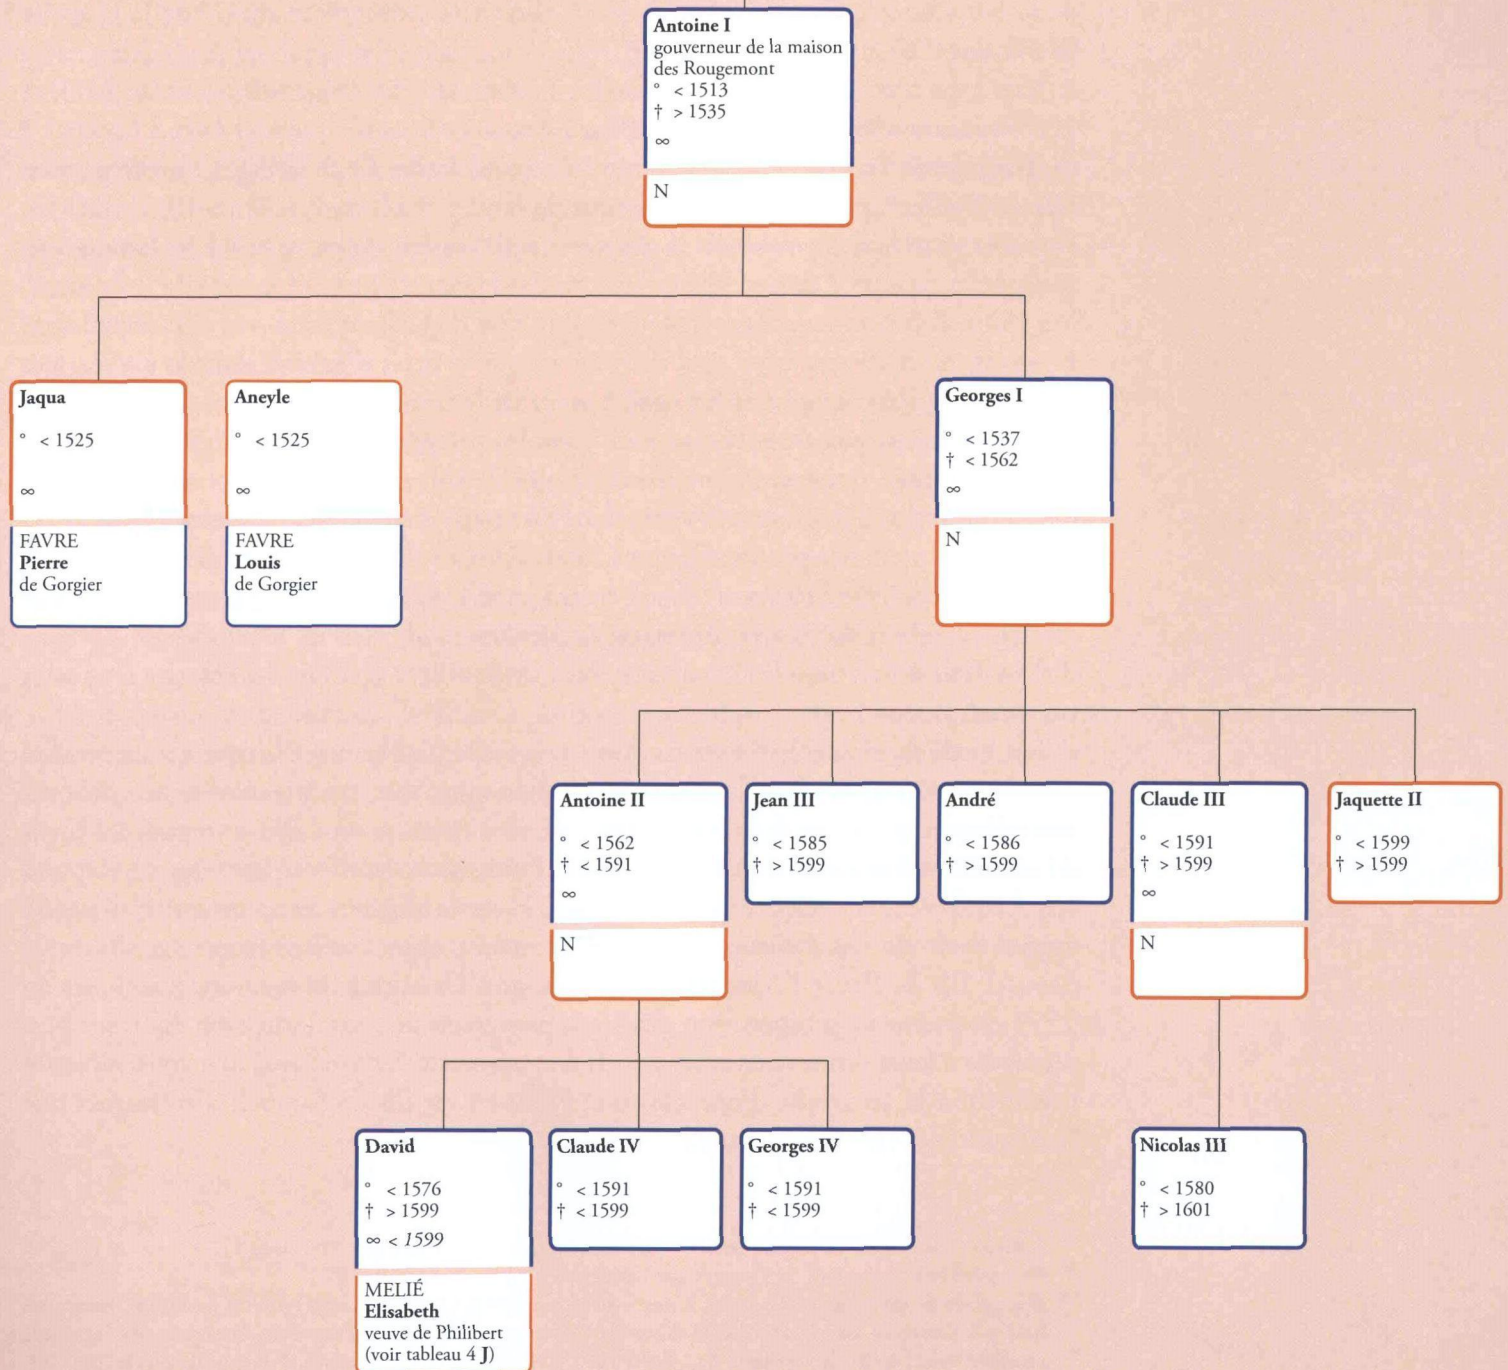 Antoine I
gouverneur de la maison
des Rougemont
° < 1513
† > 1535
∞
N
Jaqua
° < 1525
∞
FAVRE
Pierre
de Gorgier
Aneyle
° < 1525
∞
FAVRE
Louis
de Gorgier
Georges I
° < 1537
† < 1562
∞
N
Antoine II
° < 1562
† < 1591
∞
N
Jean III
° < 1585
† > 1599
André
° < 1586
† > 1599
Claude III
° < 1591
† > 1599
∞
N
Jaquette II
° < 1599
† > 1599
David
° < 1576
† > 1599
∞ < 1599
MELIÉ
Elisabeth
veuve de Philibert
(voir tableau 4 J)
Claude IV
° < 1591
† < 1599
Georges IV
° < 1591
† < 1599
Nicolas III
° < 1580
† > 1601